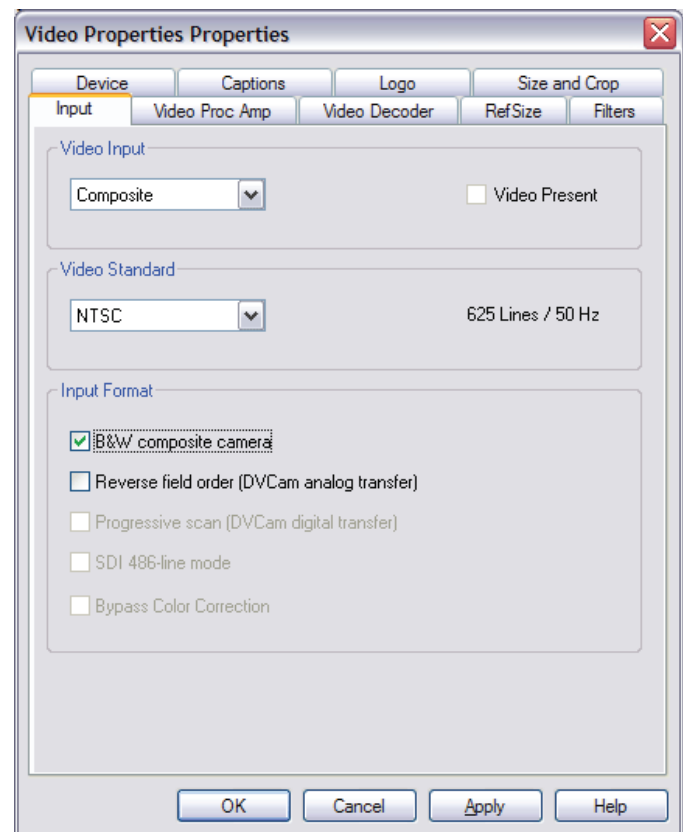 Video Properties Properties
Device Captions Logo Size and Crop
Input Video Proc Amp Video Decoder RefSize Filters
Video Input
Composite Video Present
Video Standard
NTSC 625 Lines / 50 Hz
Input Format
B&W composite camera
Reverse field order (DVCam analog transfer)
Progressive scan (DVCam digital transfer)
SDI 486-line mode
Bypass Color Correction
OK Cancel Apply Help